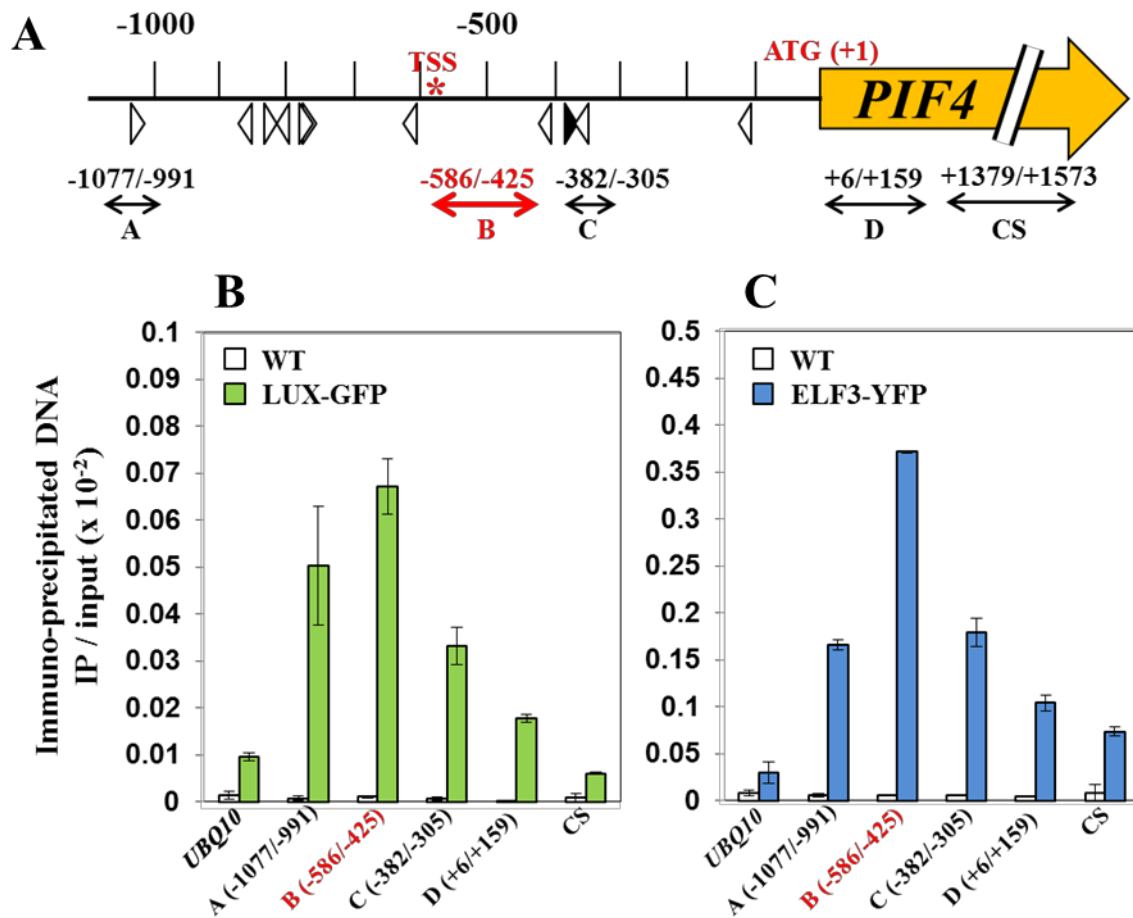 A
-1000
-500
TSS
*
ATG (+1)
PIF4
-1077/-991
-586/-425
-382/-305
+6/+159
+1379/+1573
A
B
C
D
CS
B
Immuno-precipitated DNA
IP / input (x 10-2)
0.1
0.09
0.08
0.07
0.06
0.05
0.04
0.03
0.02
0.01
0
WT
LUX-GFP
UBQ10
A (-1077/-991)
B (-586/-425)
C (-382/-305)
D (+6/+159)
CS
C
0.5
0.45
0.4
0.35
0.3
0.25
0.2
0.15
0.1
0.05
0
WT
ELF3-YFP
UBQ10
A (-1077/-991)
B (-586/-425)
C (-382/-305)
D (+6/+159)
CS